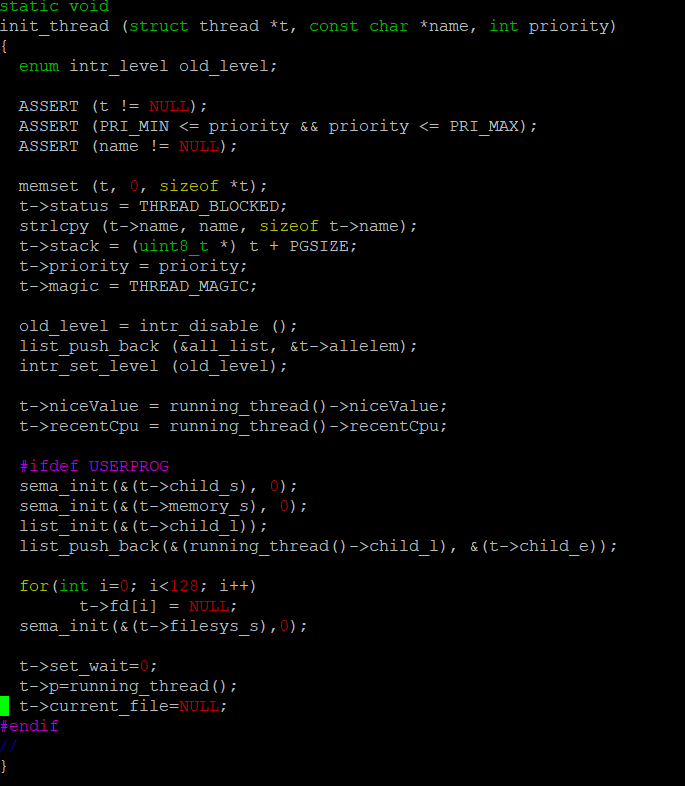 static void
init_thread (struct thread *t, const char *name, int priority)
{
  enum intr_level old_level;

  ASSERT (t != NULL);
  ASSERT (PRI_MIN <= priority && priority <= PRI_MAX);
  ASSERT (name != NULL);

  memset (t, 0, sizeof *t);
  t->status = THREAD_BLOCKED;
  strlcpy (t->name, name, sizeof t->name);
  t->stack = (uint8_t *) t + PGSIZE;
  t->priority = priority;
  t->magic = THREAD_MAGIC;

  old_level = intr_disable ();
  list_push_back (&all_list, &t->allelem);
  intr_set_level (old_level);

  t->niceValue = running_thread()->niceValue;
  t->recentCpu = running_thread()->recentCpu;

  #ifdef USERPROG
  sema_init(&(t->child_s), 0);
  sema_init(&(t->memory_s), 0);
  list_init(&(t->child_l));
  list_push_back(&(running_thread()->child_l), &(t->child_e));

  for(int i=0; i<128; i++)
        t->fd[i] = NULL;
  sema_init(&(t->filesys_s),0);

  t->set_wait=0;
  t->p=running_thread();
  t->current_file=NULL;
#endif
//
}